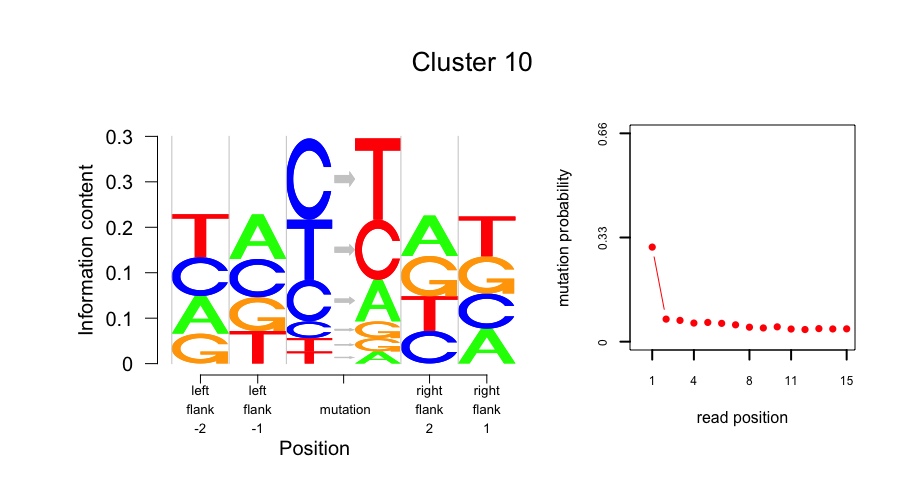 Cluster 10
Information content
0.3
0.3
0.2
0.1
0.1
0
T
C
A
G
A
C
G
T
C
T
C
C
T
T
T
C
A
G
G
A
A
G
T
C
T
G
C
A
left
flank
-2
left
flank
-1
mutation
right
flank
2
right
flank
1
Position
mutation probability
0.66
0.33
0
1 4 8 11 15
read position